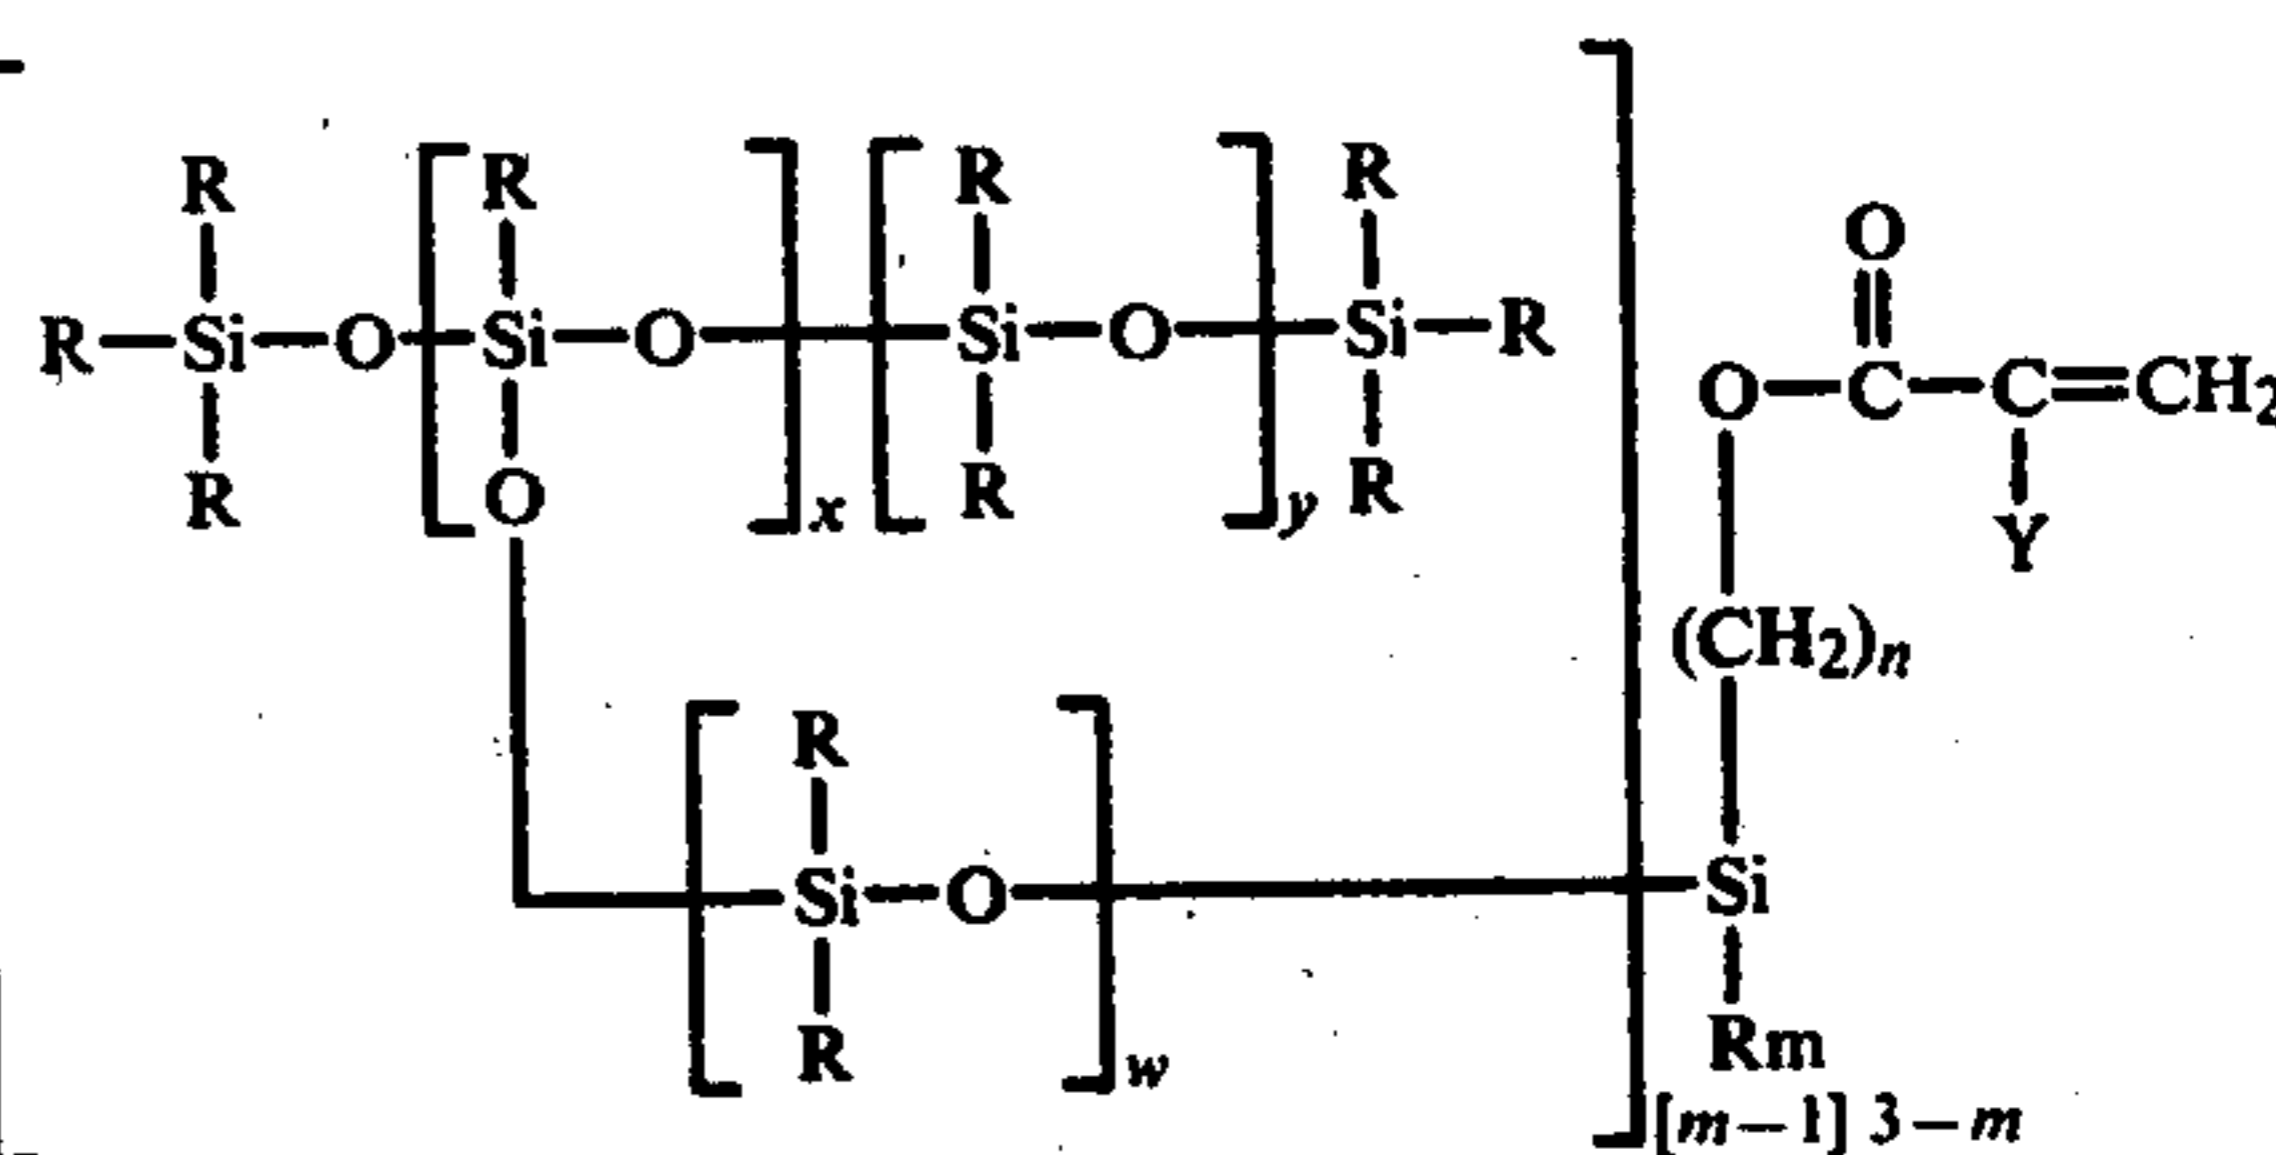 R R R R
O
R—Si—O—Si—O—Si—O—Si—R
O—C—C=CH2
R O x R y R
Y
(CH2)n
R
Si—O—Si
R w Rm
[m—1] 3—m